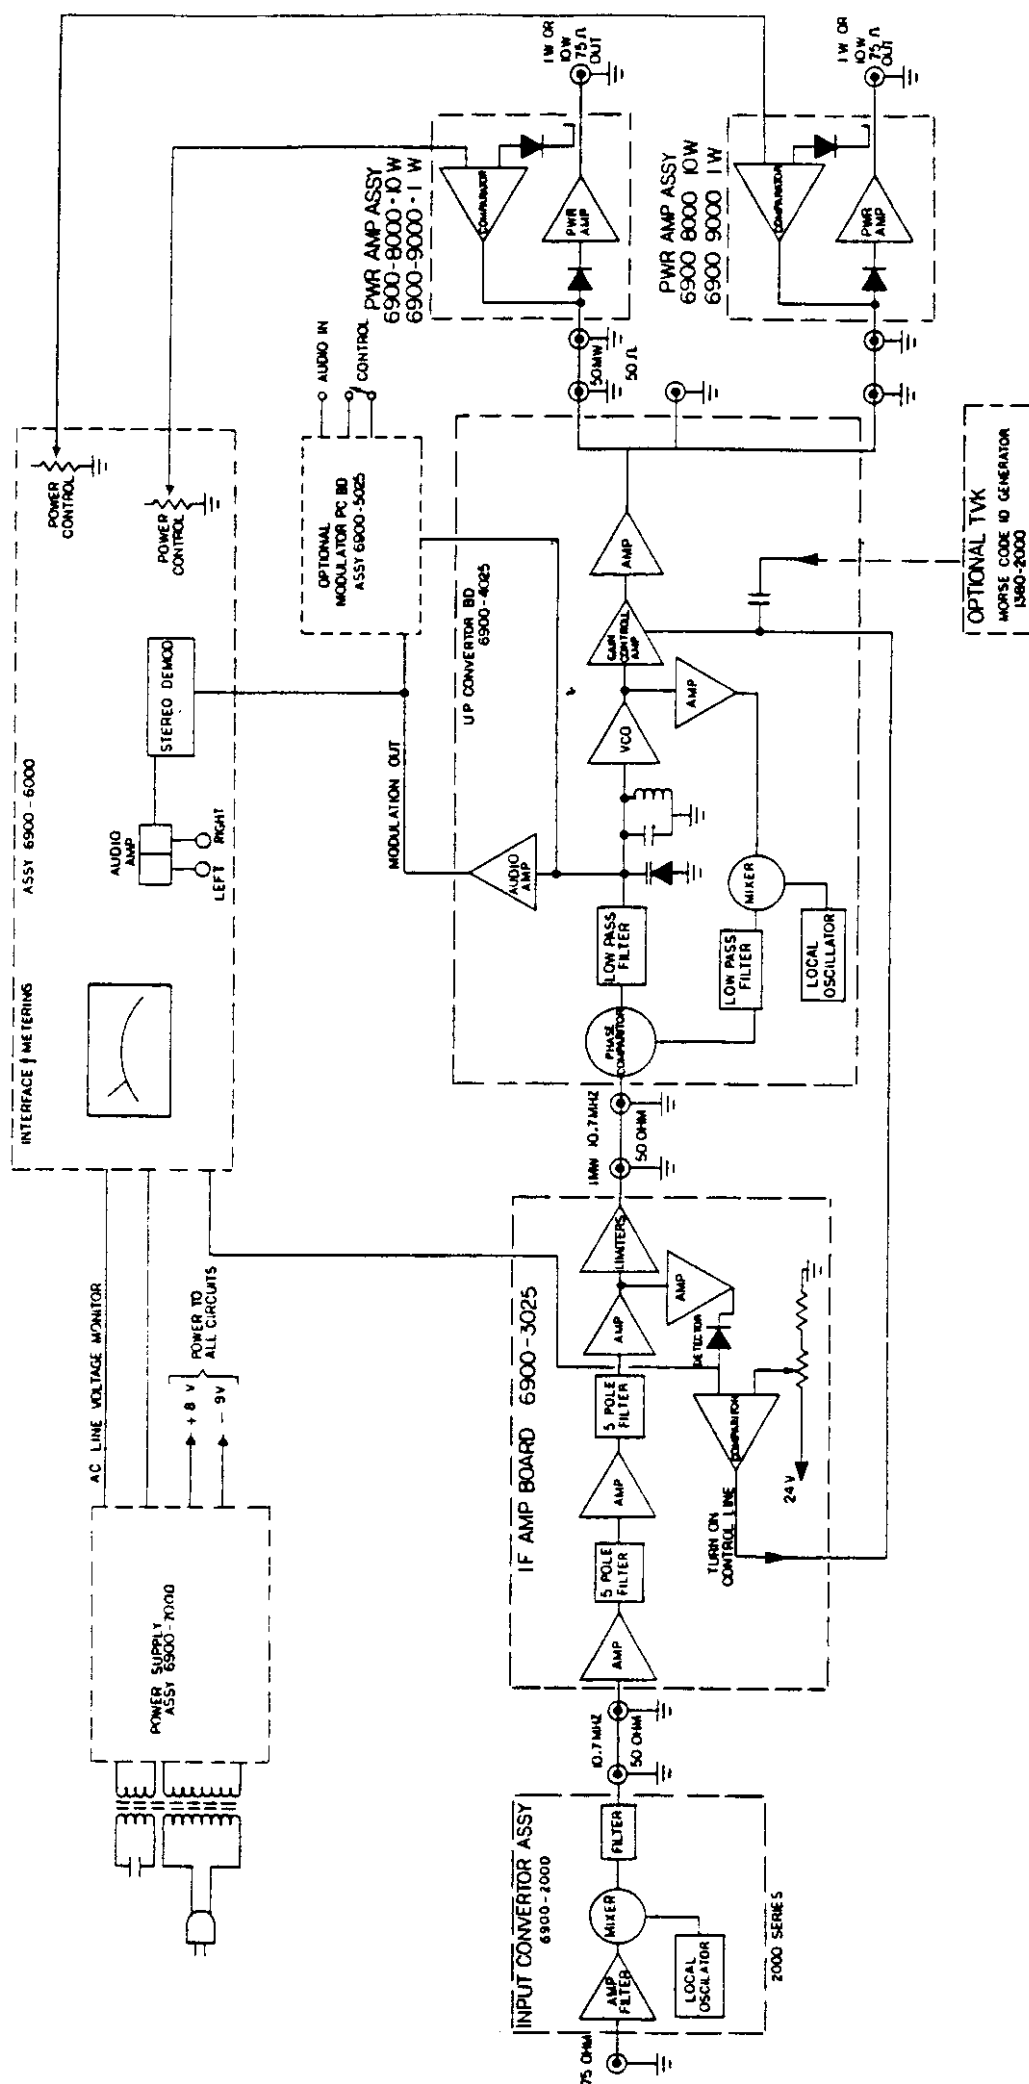 POWER SUPPLY
ASSY 6900-7000
AC LINE VOLTAGE MONITOR
+8 V
-9V
POWER TO
ALL CIRCUITS
INTERFACE & METERING
ASSY 6900-6000
AUDIO
AMP
LEFT
RIGHT
STEREO DEMOD
POWER
CONTROL
POWER
CONTROL
OPTIONAL
MODULATOR PC BD
ASSY 6900-5025
AUDIO IN
CONTROL
MODULATION OUT
PWR AMP ASSY
6900-8000-10W
6900-9000-1 W
COMPARATOR
PWR
AMP
1W OR
10W
75 Ω
OUT
PWR AMP ASSY
6900 8000 10W
6900 9000 1W
COMPARATOR
PWR
AMP
1W OR
10W
75 Ω
OUT
50MW
50 Ω
INPUT CONVERTOR ASSY
6900-2000
75 OHM
AMP
FILTER
MIXER
FILTER
LOCAL
OSCILATOR
2000 SERIES
10.7MHZ
50 OHM
IF AMP BOARD 6900-3025
AMP
5 POLE
FILTER
AMP
5 POLE
FILTER
AMP
LIMITERS
AMP
DETECTOR
TURN ON
CONTROL LINE
24V
1MW 10.7MHZ
50 OHM
UP CONVERTOR BD
6900-4025
PHASE
COMPARITOR
LOW PASS
FILTER
AUDIO
AMP
VCO
GAIN
CONTROL
AMP
AMP
AMP
MIXER
LOW PASS
FILTER
LOCAL
OSCILLATOR
OPTIONAL TVK
MORSE CODE ID GENERATOR
1380-2000